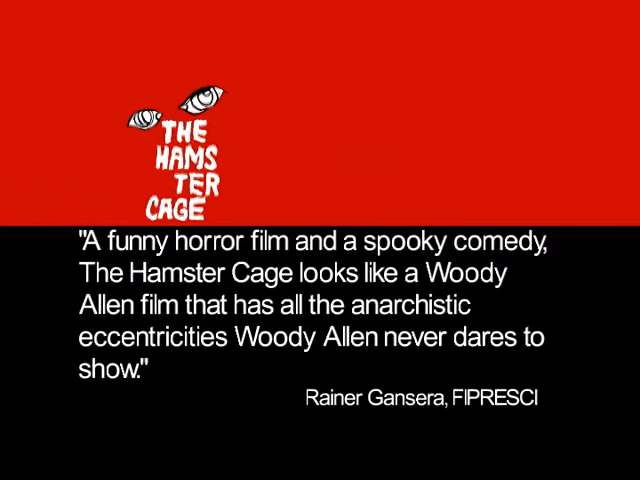 THE
HAMS
TER
CAGE
"A funny horror film and a spooky comedy,
The Hamster Cage looks like a Woody
Allen film that has all the anarchistic
eccentricities Woody Allen never dares to
show."
Rainer Gansera, FIPRESCI